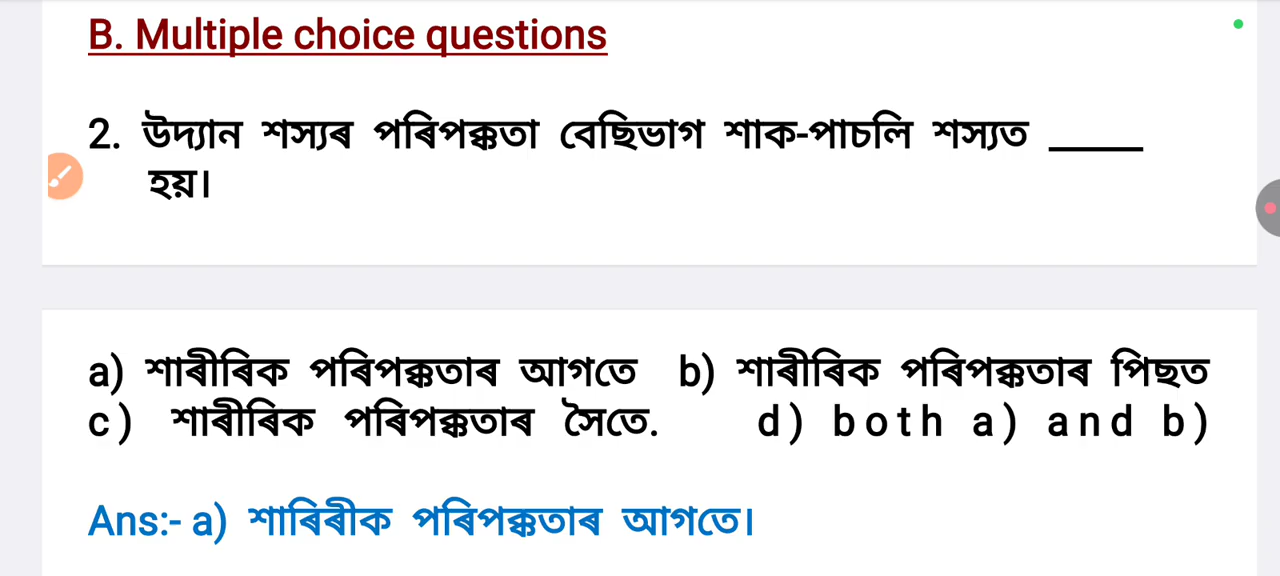 B. Multiple choice questions
2. উদ্যান শস্যৰ পৰিপক্কতা বেছিভাগ শাক-পাচলি শস্যত _____
হয়।
a) শাৰীৰিক পৰিপক্কতাৰ আগতে b) শাৰীৰিক পৰিপক্কতাৰ পিছত
c) শাৰীৰিক পৰিপক্কতাৰ সৈতে. d) both a) and b)
Ans:- a) শাৰিৰীক পৰিপক্কতাৰ আগতে।